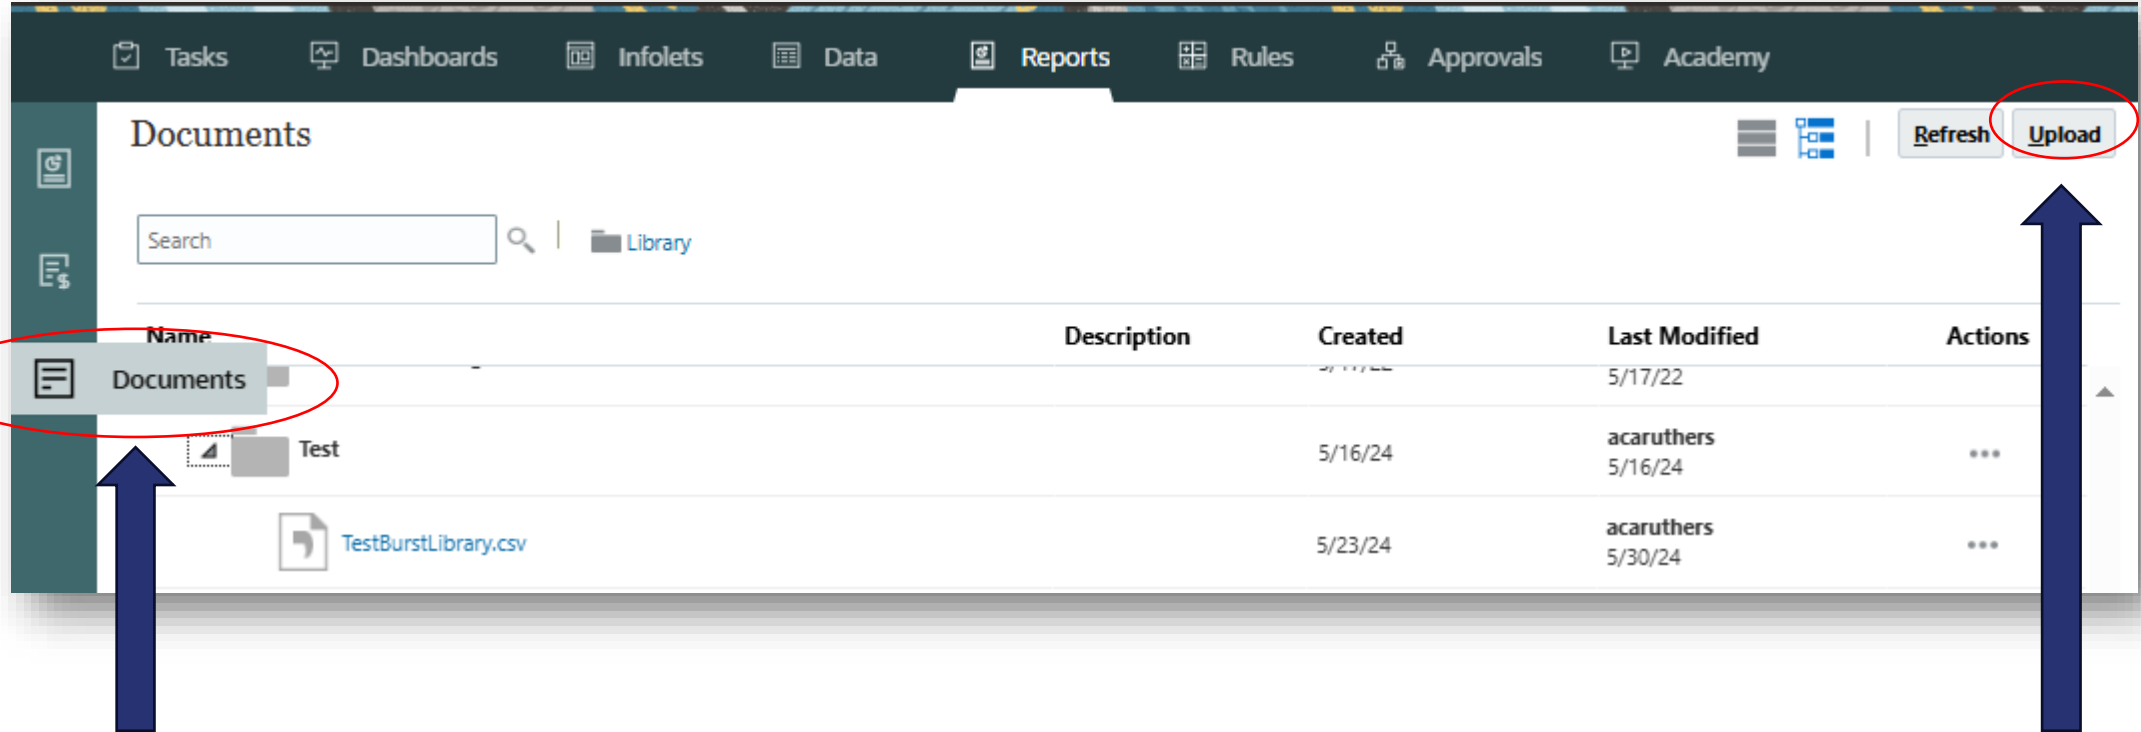 Tasks Dashboards Infolets Data Reports Rules Approvals Academy
Documents
Refresh Upload
Search
Library
Name Description Created Last Modified Actions
Documents
5/17/22
Test 5/16/24 acaruthers
5/16/24
TestBurstLibrary.csv 5/23/24 acaruthers
5/30/24